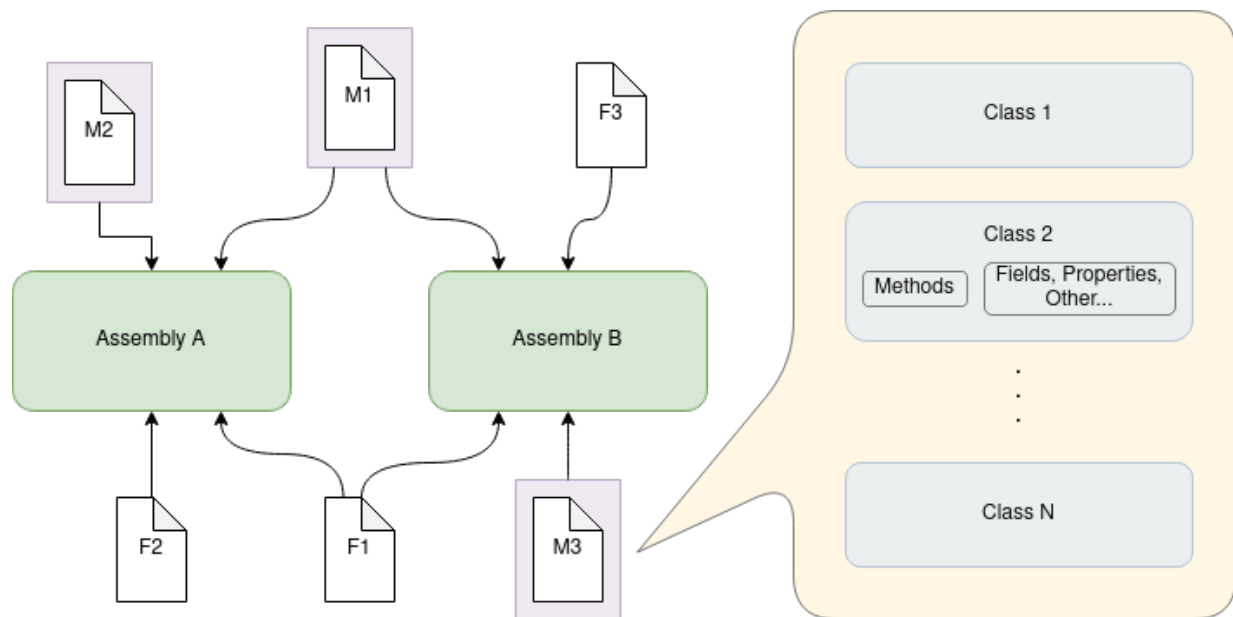 M2
M1
F3
Assembly A
Assembly B
F2
F1
M3
Class 1
Class 2
Methods
Fields, Properties,
Other...
.
.
.
Class N